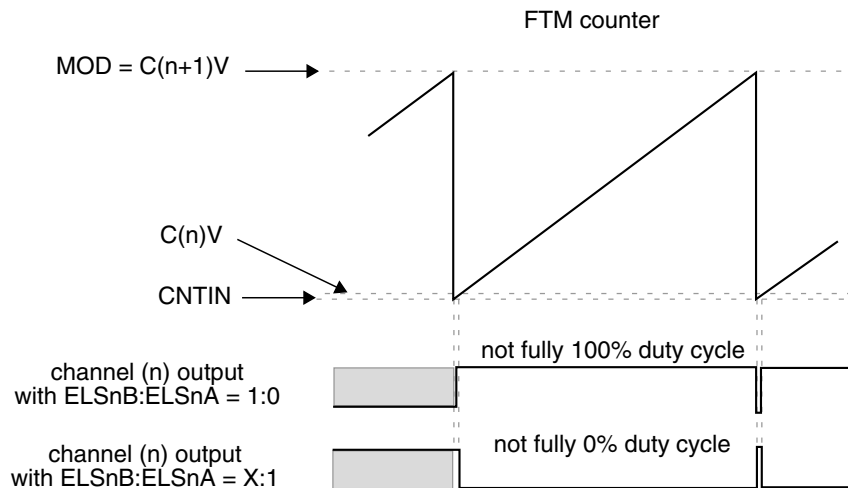 FTM counter
MOD = C(n+1)V
C(n)V
CNTIN
not fully 100% duty cycle
channel (n) output
with ELSnB:ELSnA = 1:0
not fully 0% duty cycle
channel (n) output
with ELSnB:ELSnA = X:1